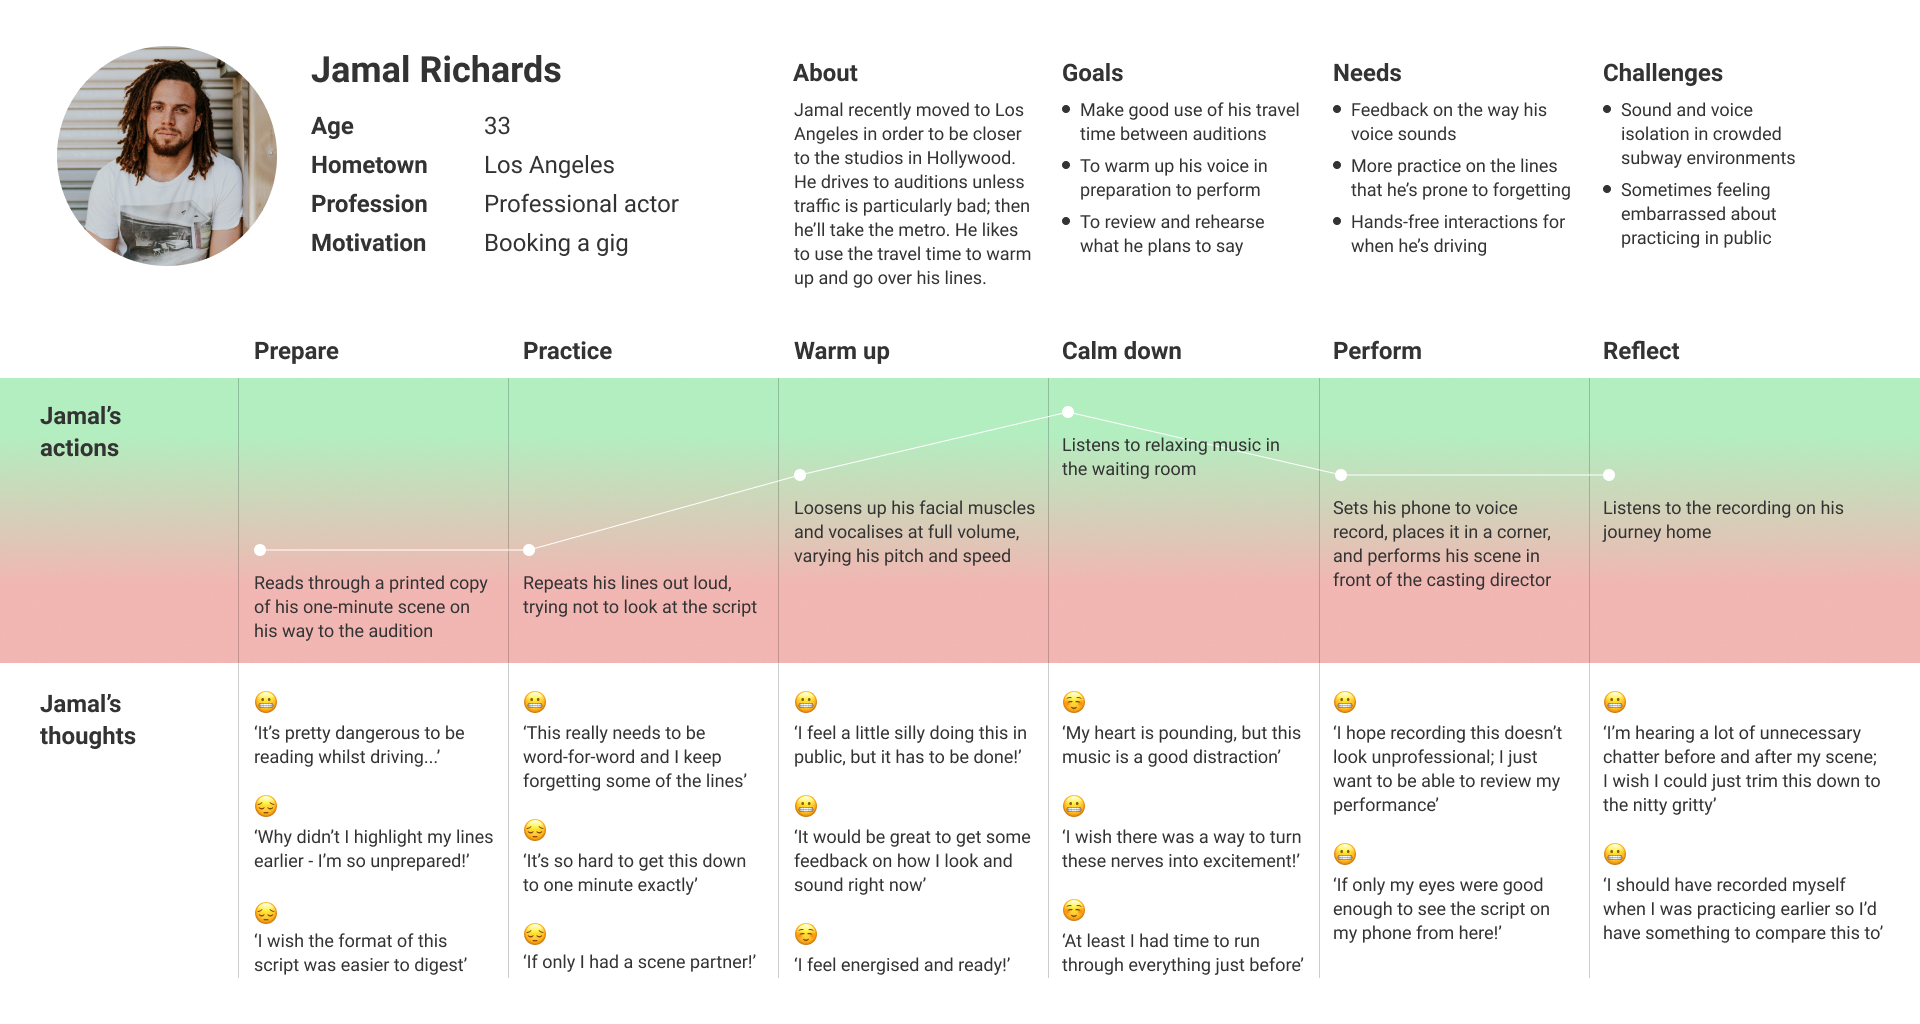 Jamal Richards
Age 33
Hometown Los Angeles
Profession Professional actor
Motivation Booking a gig
About
Jamal recently moved to Los
Angeles in order to be closer
to the studios in Hollywood.
He drives to auditions unless
traffic is particularly bad; then
he’ll take the metro. He likes
to use the travel time to warm
up and go over his lines.
Goals
• Make good use of his travel
time between auditions
• To warm up his voice in
preparation to perform
• To review and rehearse
what he plans to say
Needs
• Feedback on the way his
voice sounds
• More practice on the lines
that he’s prone to forgetting
• Hands-free interactions for
when he’s driving
Challenges
• Sound and voice
isolation in crowded
subway environments
• Sometimes feeling
embarrassed about
practicing in public
Prepare
Practice
Warm up
Calm down
Perform
Reflect
Jamal’s
actions
Reads through a printed copy
of his one-minute scene on
his way to the audition
Repeats his lines out loud,
trying not to look at the script
Loosens up his facial muscles
and vocalises at full volume,
varying his pitch and speed
Listens to relaxing music in
the waiting room
Sets his phone to voice
record, places it in a corner,
and performs his scene in
front of the casting director
Listens to the recording on his
journey home
Jamal’s
thoughts
‘It’s pretty dangerous to be
reading whilst driving...’
‘Why didn’t I highlight my lines
earlier - I’m so unprepared!’
‘I wish the format of this
script was easier to digest’
‘This really needs to be
word-for-word and I keep
forgetting some of the lines’
‘It’s so hard to get this down
to one minute exactly’
‘If only I had a scene partner!’
‘I feel a little silly doing this in
public, but it has to be done!’
‘It would be great to get some
feedback on how I look and
sound right now’
‘I feel energised and ready!’
‘My heart is pounding, but this
music is a good distraction’
‘I wish there was a way to turn
these nerves into excitement!’
‘At least I had time to run
through everything just before’
‘I hope recording this doesn’t
look unprofessional; I just
want to be able to review my
performance’
‘If only my eyes were good
enough to see the script on
my phone from here!’
‘I’m hearing a lot of unnecessary
chatter before and after my scene;
I wish I could just trim this down to
the nitty gritty’
‘I should have recorded myself
when I was practicing earlier so I’d
have something to compare this to’